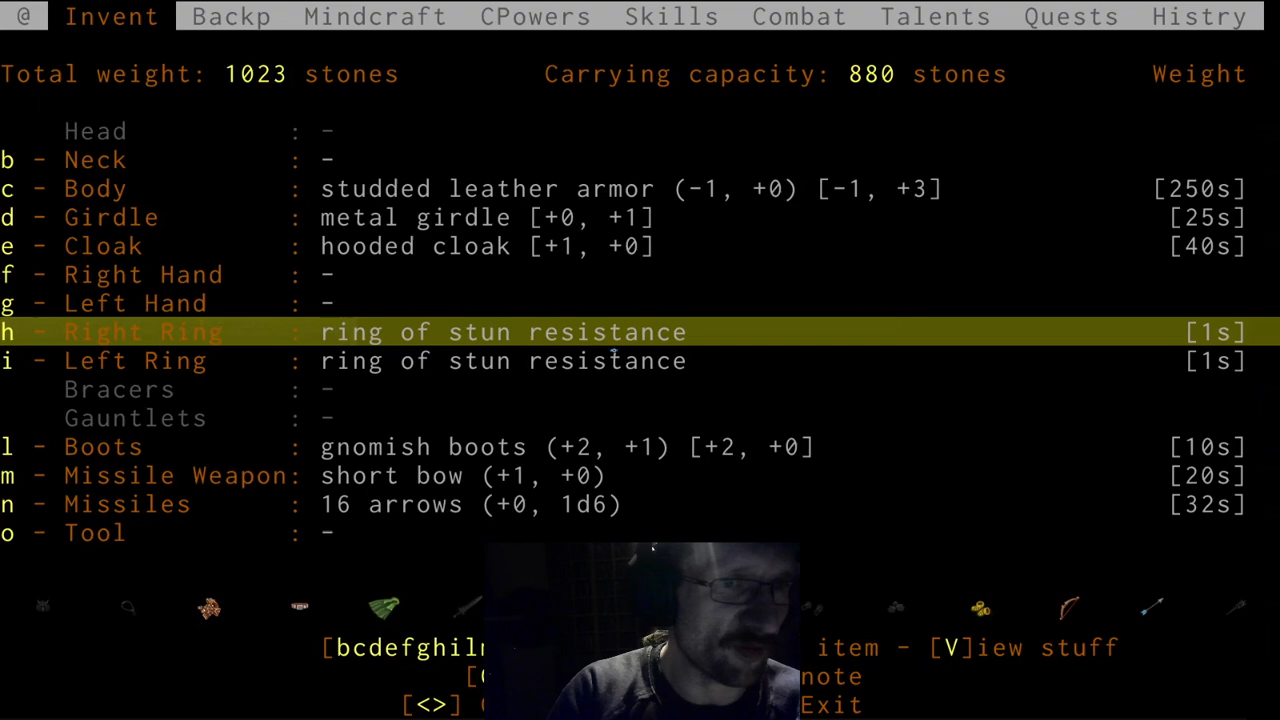 @ Invent Backp Mindcraft CPowers Skills Combat Talents Quests Histry
Total weight: 1023 stones Carrying capacity: 880 stones Weight
Head : -
b - Neck : -
c - Body : studded leather armor (-1, +0) [-1, +3] [250s]
d - Girdle : metal girdle [+0, +1] [25s]
e - Cloak : hooded cloak [+1, +0] [40s]
f - Right Hand : -
g - Left Hand : -
h - Right Ring : ring of stun resistance [1s]
i - Left Ring : ring of stun resistance [1s]
Bracers : -
Gauntlets : -
l - Boots : gnomish boots (+2, +1) [+2, +0] [10s]
m - Missile Weapon: short bow (+1, +0) [20s]
n - Missiles : 16 arrows (+0, 1d6) [32s]
o - Tool : -
[bcdefghil item - [V]iew stuff
[ note
[<>] Exit